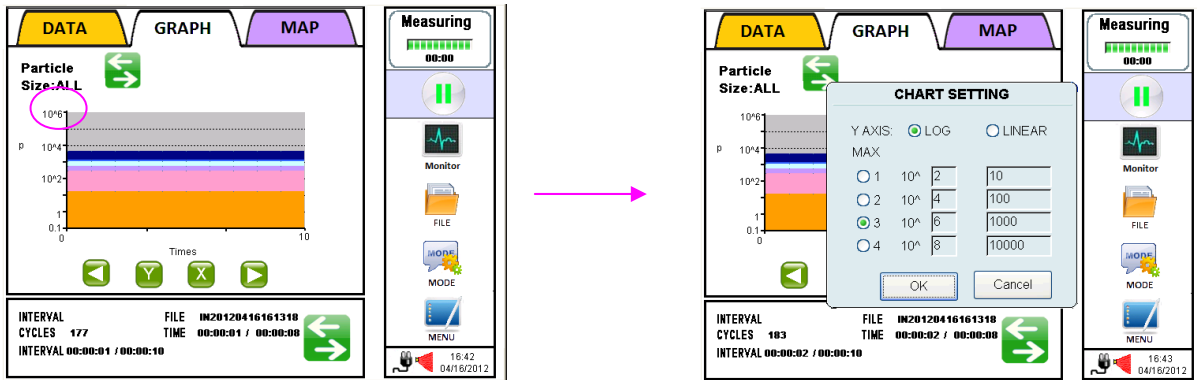 DATA GRAPH MAP
Particle
Size:ALL
10^6
p
10^4
10^2
1
0.1
0 10
Times
Y X
INTERVAL FILE IN20120416161318
CYCLES 177 TIME 00:00:01 / 00:00:08
INTERVAL 00:00:01 / 00:00:10
Measuring
00:00
Monitor
FILE
MODE
MODE
MENU
16:42
04/16/2012
DATA GRAPH MAP
Particle
Size:ALL
10^6
p
10^4
10^2
1
0.1
0
CHART SETTING
Y AXIS: LOG LINEAR
MAX
1 10^ 2 10
2 10^ 4 100
3 10^ 6 1000
4 10^ 8 10000
OK Cancel
INTERVAL FILE IN20120416161318
CYCLES 183 TIME 00:00:02 / 00:00:08
INTERVAL 00:00:02 / 00:00:10
Measuring
00:00
Monitor
FILE
MODE
MODE
MENU
16:43
04/16/2012